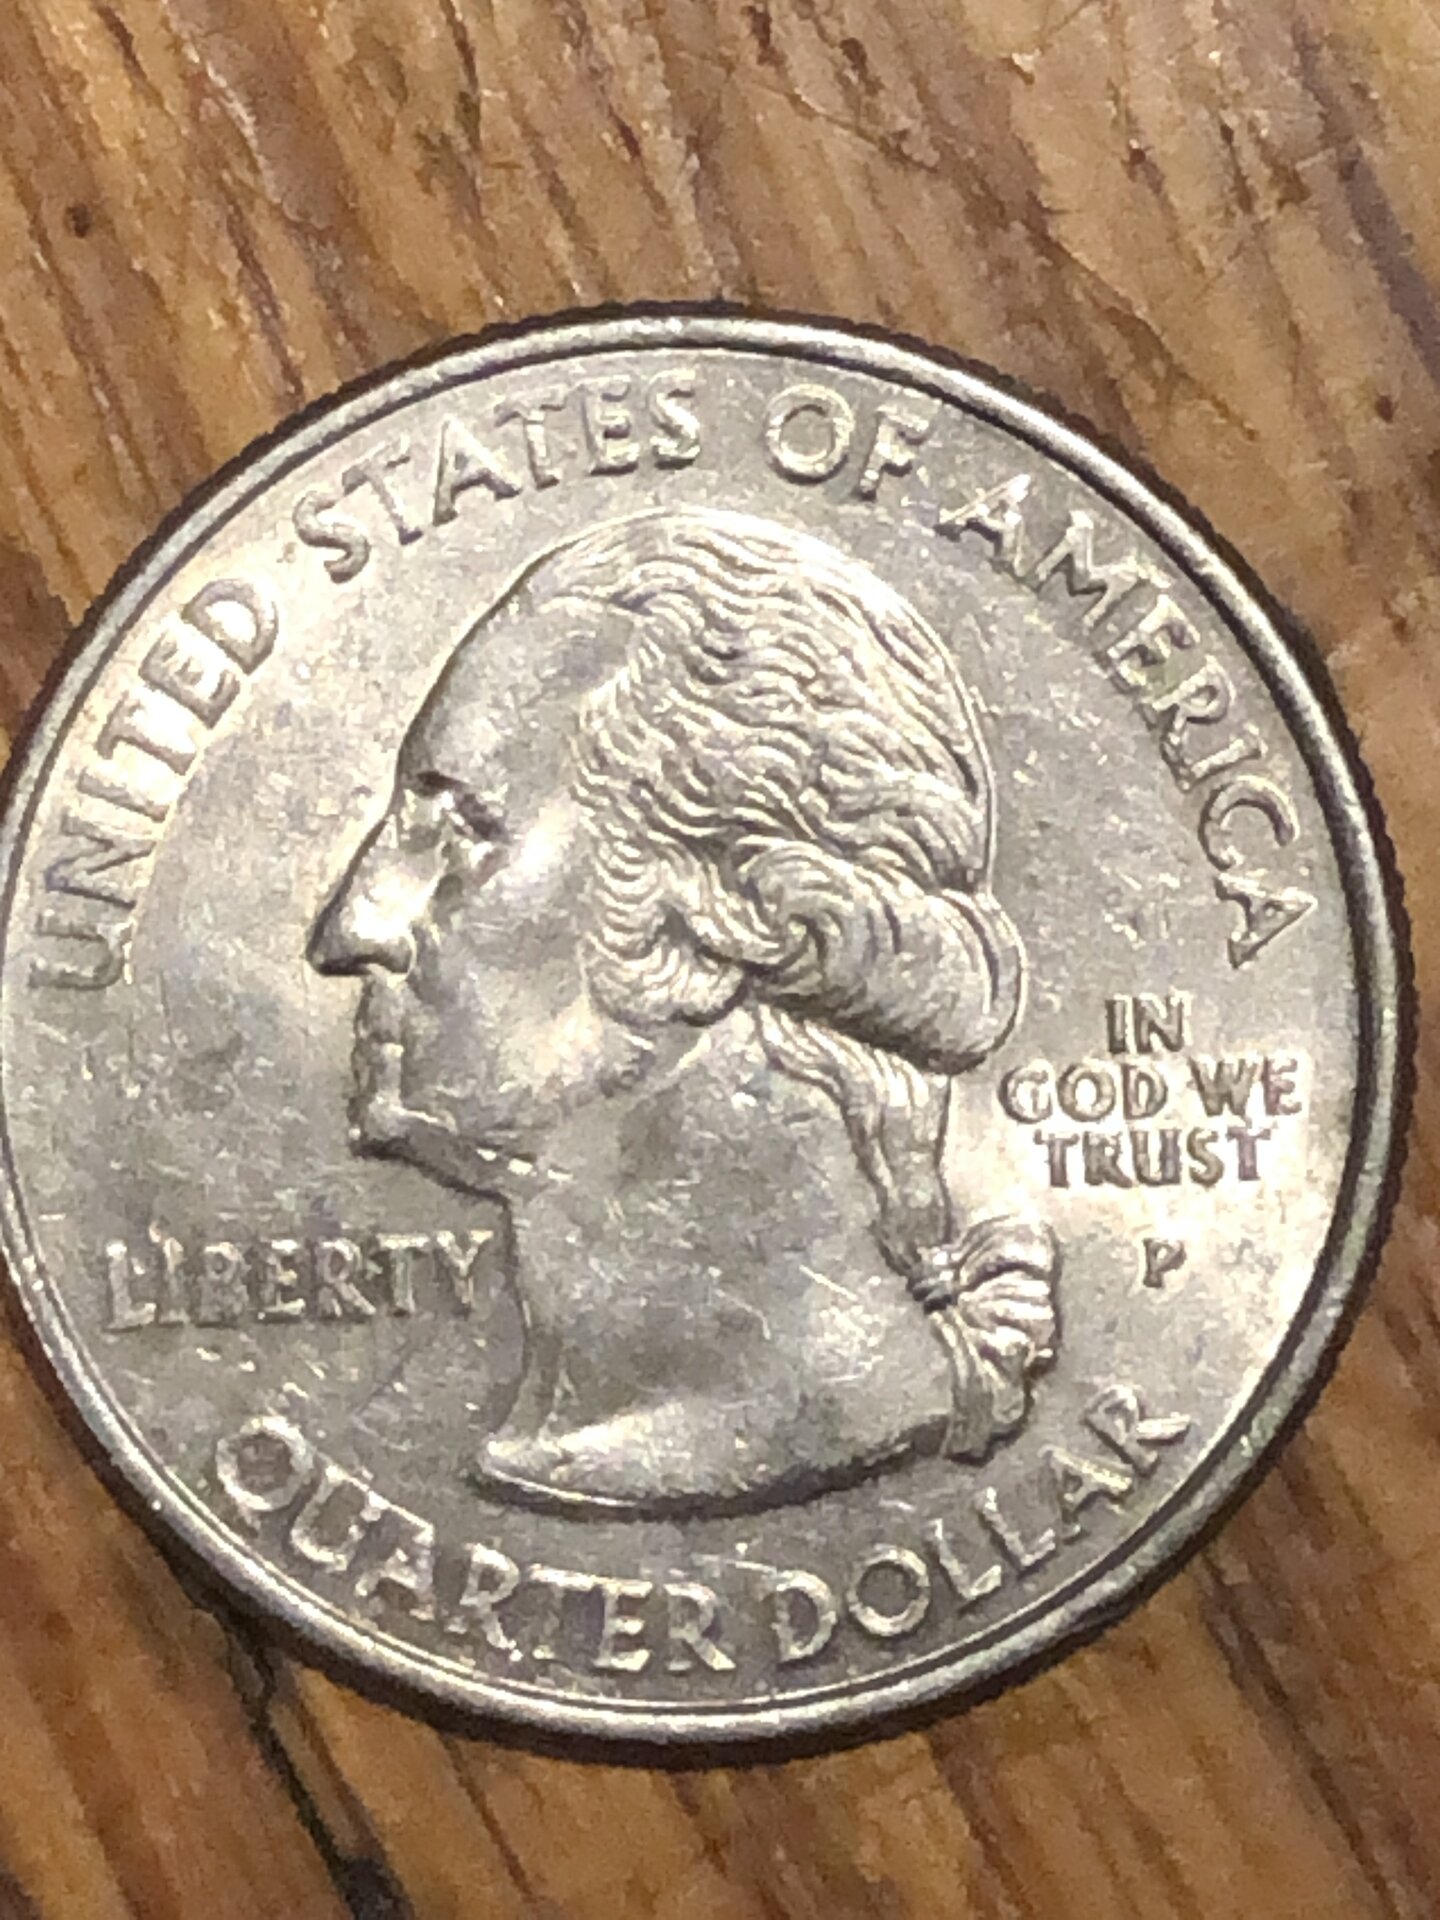 UNITED STATES OF AMERICA
IN
GOD WE
TRUST
P
LIBERTY
QUARTER DOLLAR